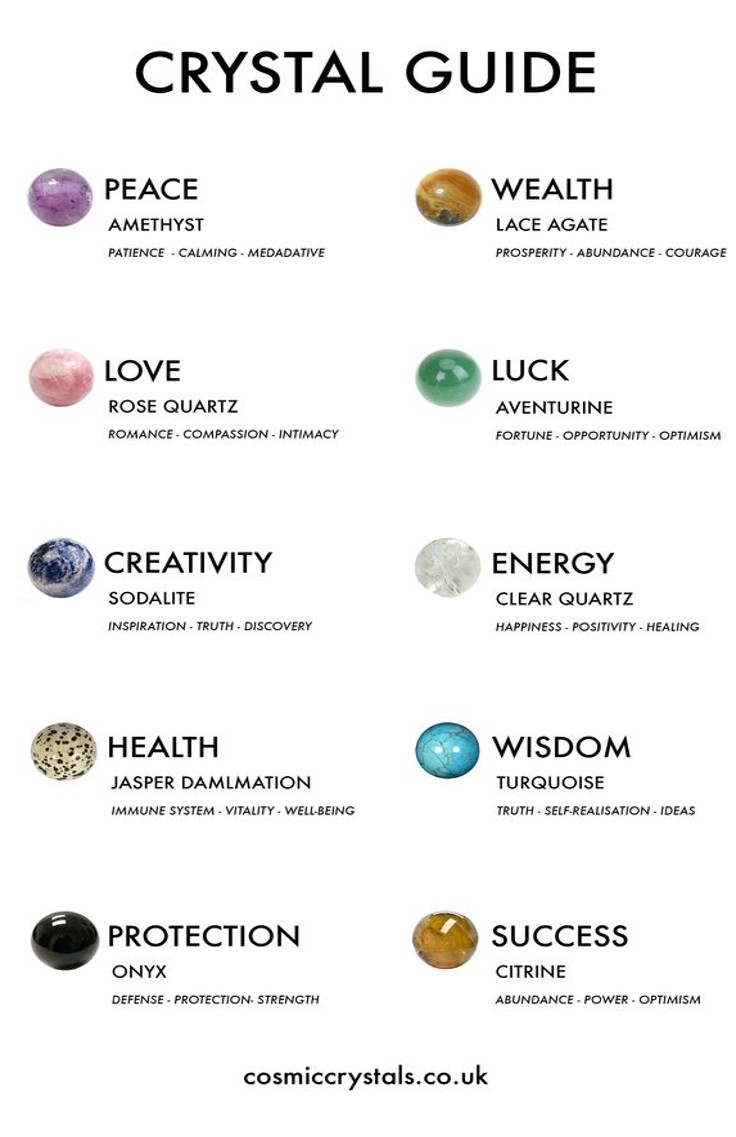 CRYSTAL GUIDE
PEACE
AMETHYST
PATIENCE - CALMING - MEDADATIVE
WEALTH
LACE AGATE
PROSPERITY - ABUNDANCE - COURAGE
LOVE
ROSE QUARTZ
ROMANCE - COMPASSION - INTIMACY
LUCK
AVENTURINE
FORTUNE - OPPORTUNITY - OPTIMISM
CREATIVITY
SODALITE
INSPIRATION - TRUTH - DISCOVERY
ENERGY
CLEAR QUARTZ
HAPPINESS - POSITIVITY - HEALING
HEALTH
JASPER DAMLMATION
IMMUNE SYSTEM - VITALITY - WELL-BEING
WISDOM
TURQUOISE
TRUTH - SELF-REALISATION - IDEAS
PROTECTION
ONYX
DEFENSE - PROTECTION- STRENGTH
SUCCESS
CITRINE
ABUNDANCE - POWER - OPTIMISM
cosmiccrystals.co.uk